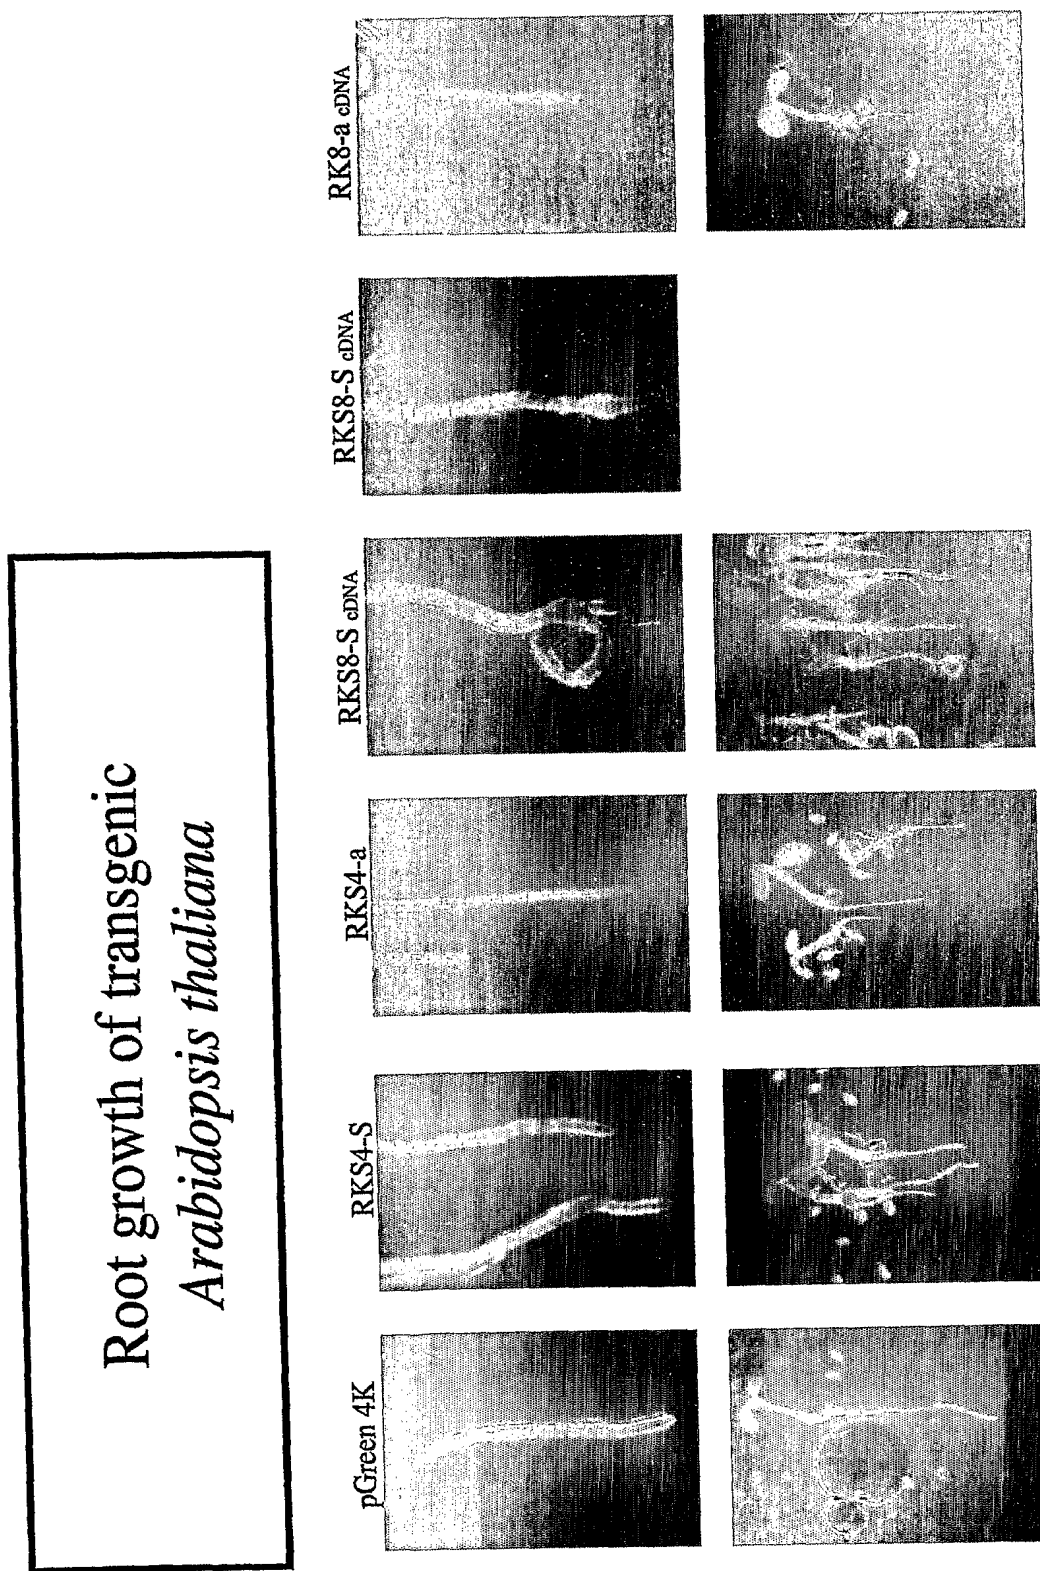 Root growth of transgenic
Arabidopsis thaliana
pGreen 4K
RKS4-S
RKS4-a
RKS8-S cDNA
RKS8-S cDNA
RK8-a cDNA